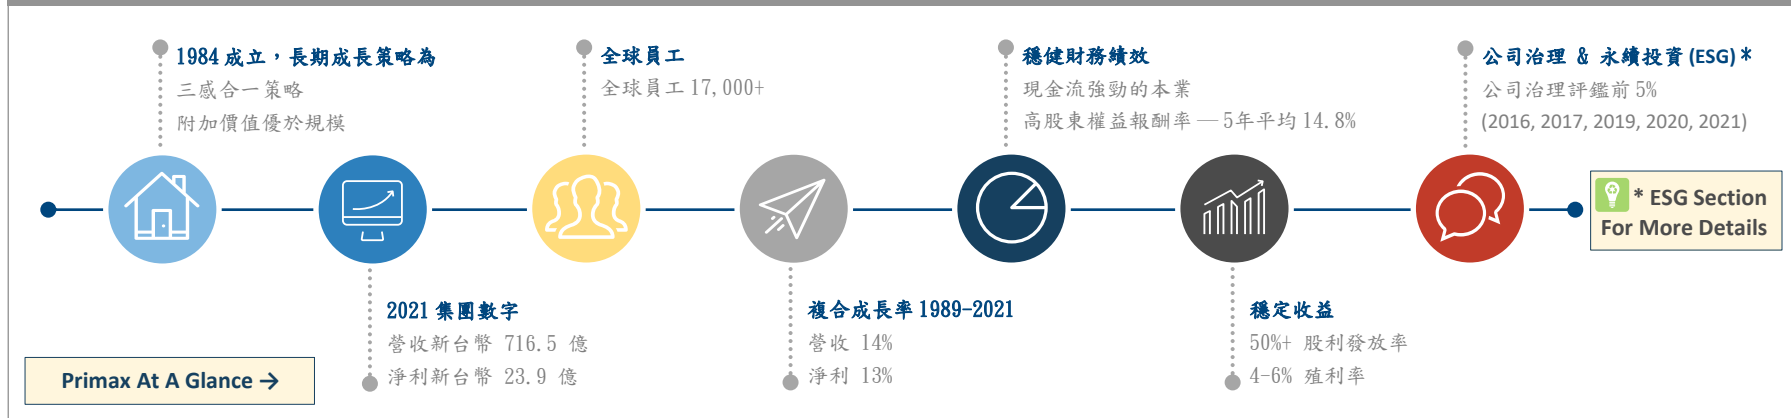 1984 成立，長期成長策略為
三感合一策略
附加價值優於規模
全球員工
全球員工 17,000+
穩健財務績效
現金流強勁的本業
高股東權益報酬率 — 5年平均 14.8%
公司治理 & 永續投資 (ESG) *
公司治理評鑑前 5%
(2016, 2017, 2019, 2020, 2021)
* ESG Section
For More Details
2021 集團數字
營收新台幣 716.5 億
淨利新台幣 23.9 億
複合成長率 1989-2021
營收 14%
淨利 13%
穩定收益
50%+ 股利發放率
4-6% 殖利率
Primax At A Glance →